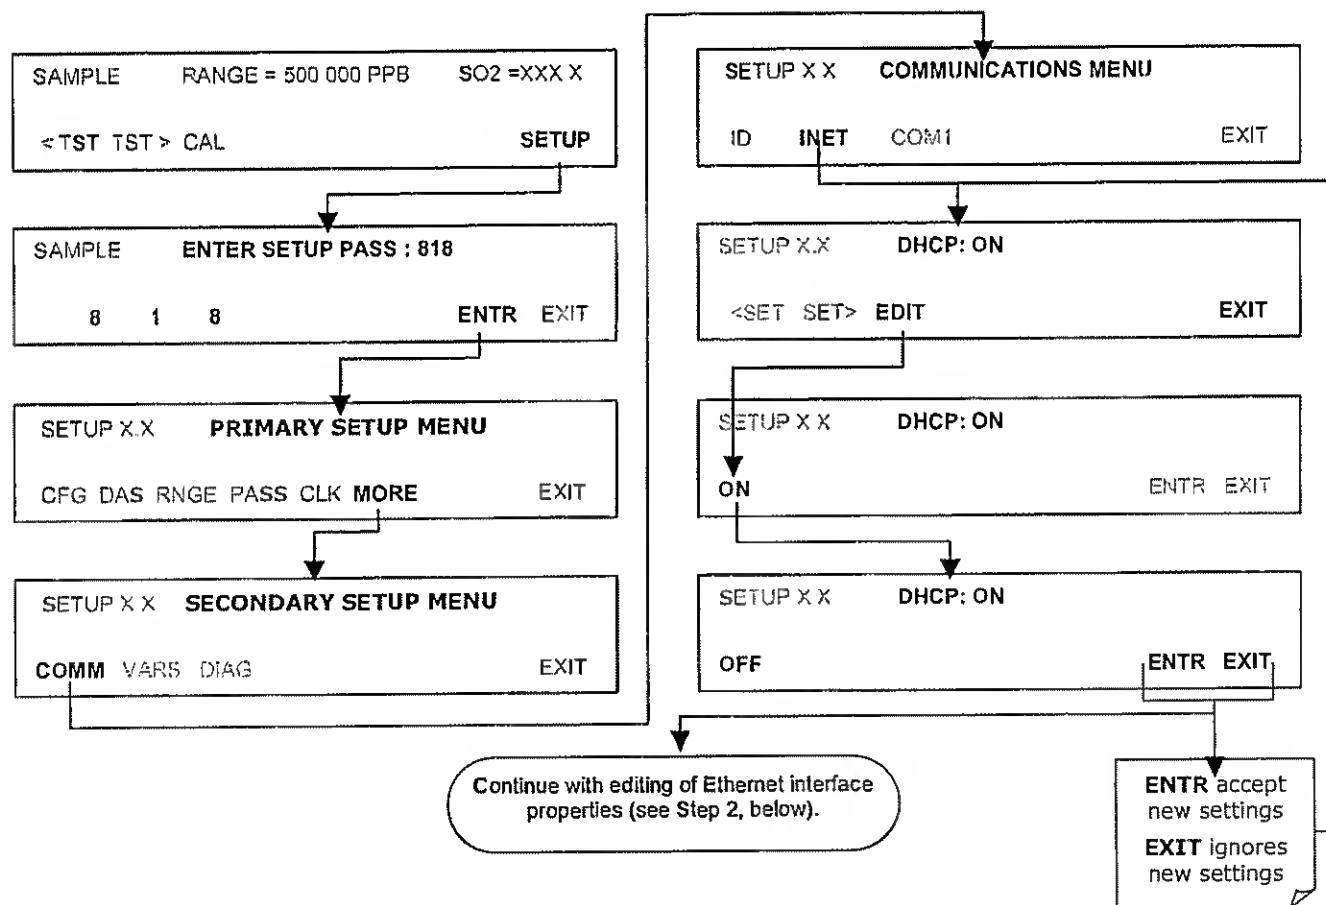 SAMPLE RANGE = 500 000 PPB SO2 =XXX X
< TST TST > CAL SETUP
SAMPLE ENTER SETUP PASS : 818
8 1 8 ENTR EXIT
SETUP X.X PRIMARY SETUP MENU
CFG DAS RNGE PASS CLK MORE EXIT
SETUP X X SECONDARY SETUP MENU
COMM VARS DIAG EXIT
SETUP X X COMMUNICATIONS MENU
ID INET COM1 EXIT
SETUP X.X DHCP: ON
<SET SET> EDIT EXIT
SETUP X X DHCP: ON
ON ENTR EXIT
SETUP X X DHCP: ON
OFF ENTR EXIT
Continue with editing of Ethernet interface
properties (see Step 2, below).
ENTR accept
new settings
EXIT ignores
new settings